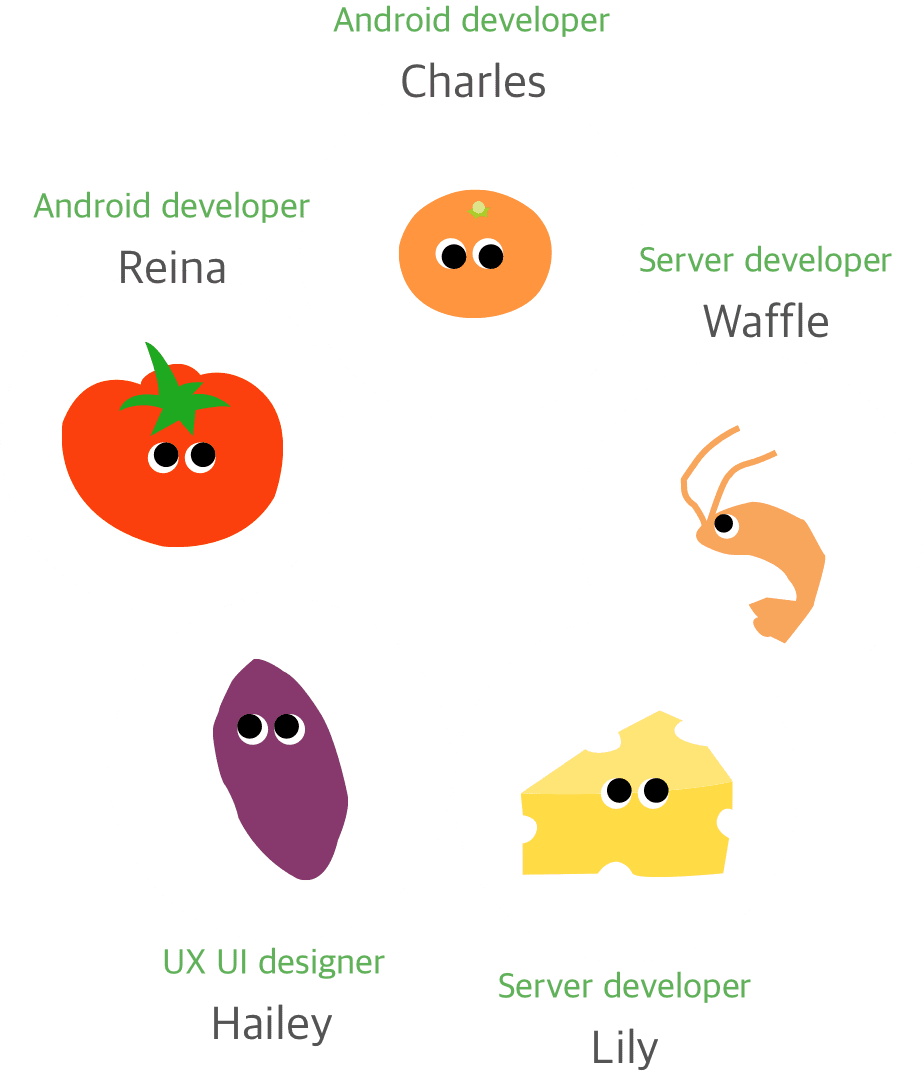 Android developer
Charles
Android developer
Reina
Server developer
Waffle
UX UI designer
Hailey
Server developer
Lily